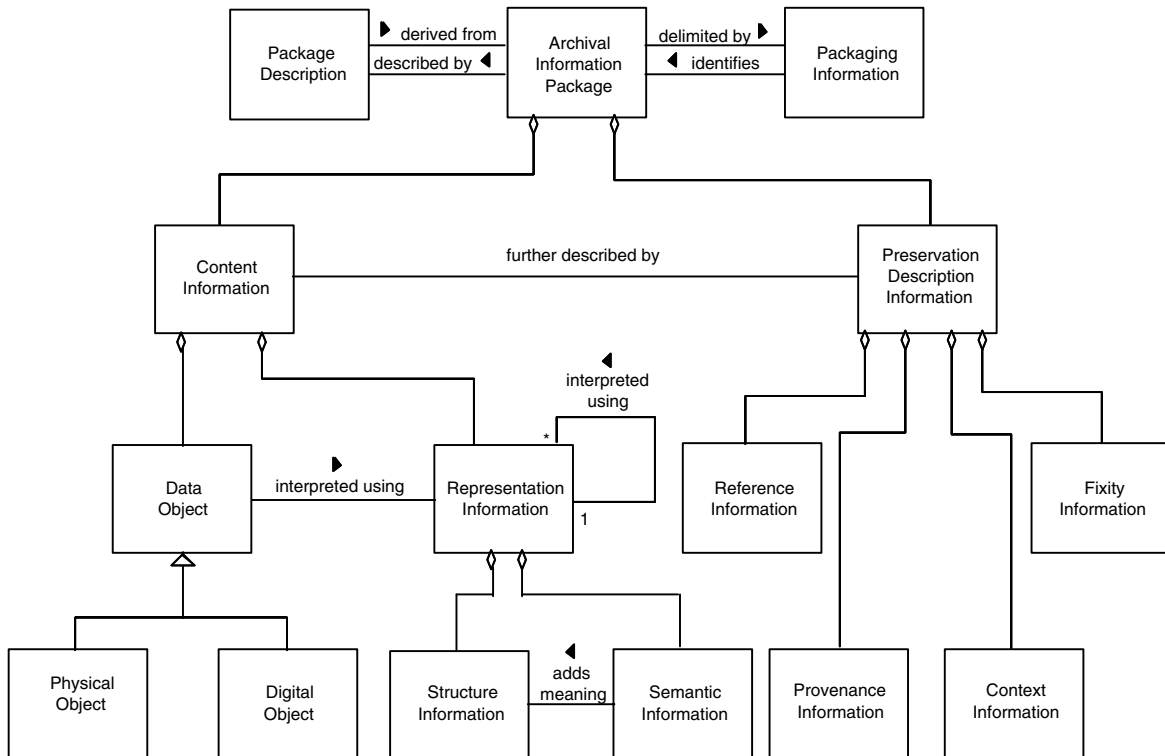 Package
Description
derived from
described by
Archival
Information
Package
delimited by
identifies
Packaging
Information
Content
Information
further described by
Preservation
Description
Information
interpreted
using
*
1
Data
Object
interpreted using
Representation
Information
Reference
Information
Fixity
Information
Physical
Object
Digital
Object
Structure
Information
adds
meaning
Semantic
Information
Provenance
Information
Context
Information